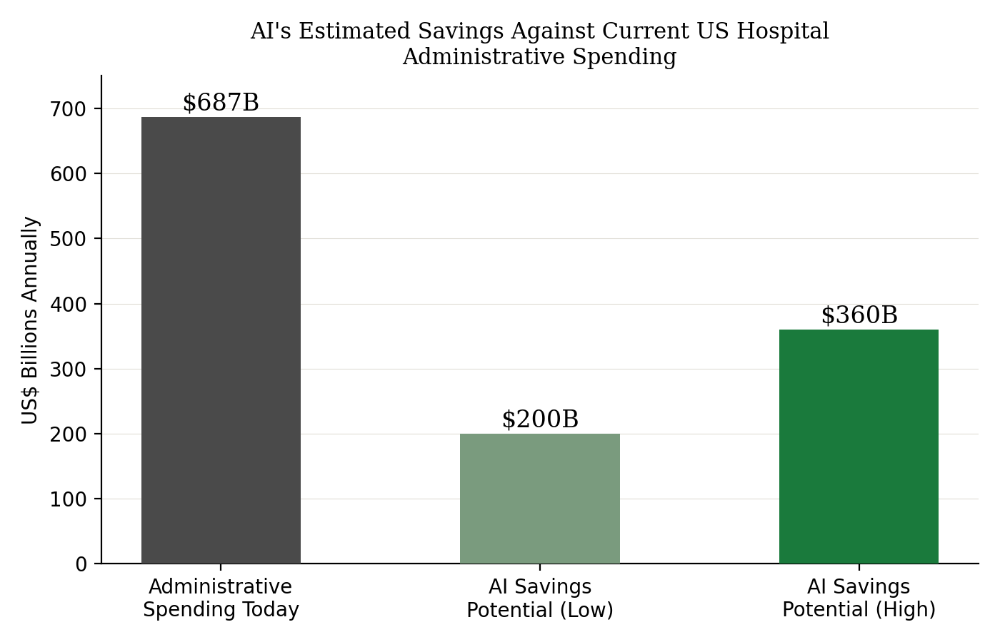 AI's Estimated Savings Against Current US Hospital
Administrative Spending
US$ Billions Annually
700
600
500
400
300
200
100
0
$687B
$200B
$360B
Administrative
Spending Today
AI Savings
Potential (Low)
AI Savings
Potential (High)